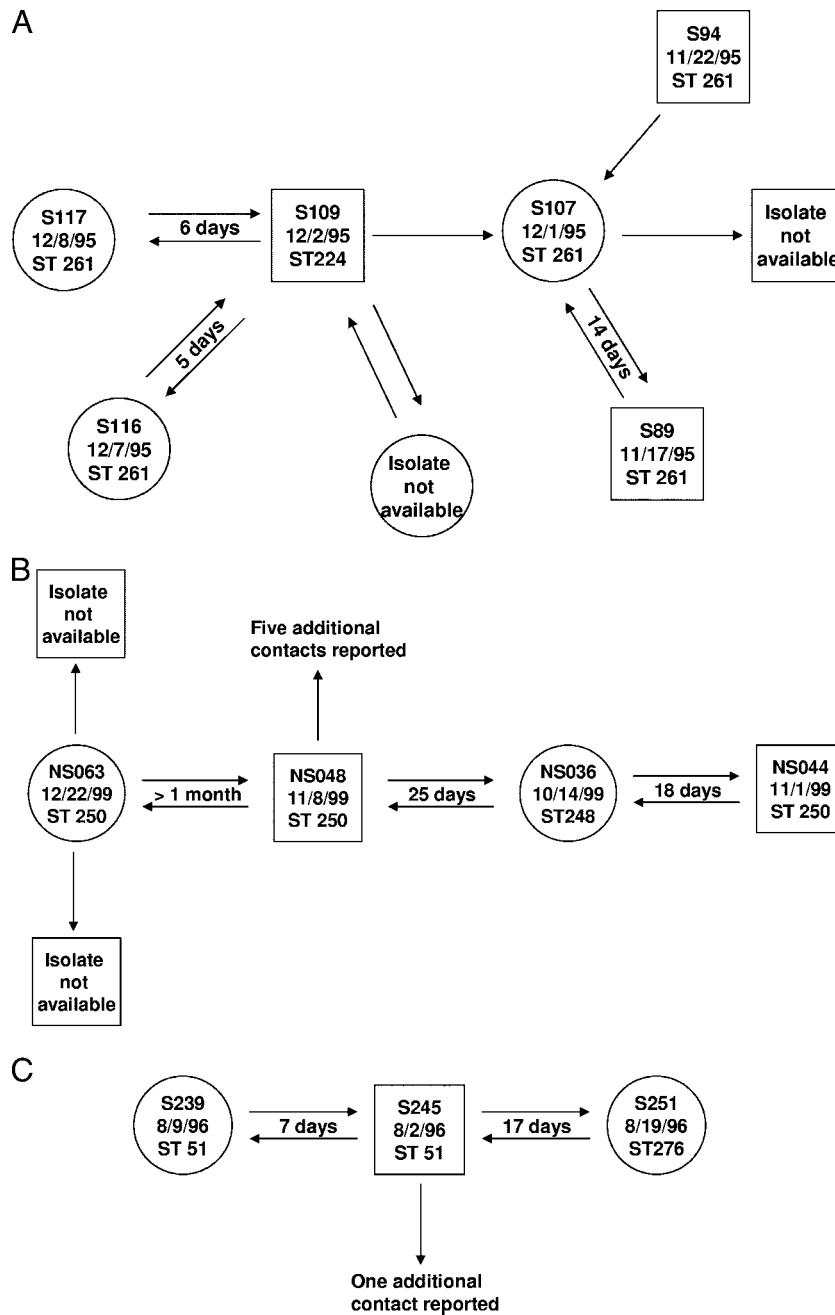 A
S94
11/22/95
ST 261
S117
12/8/95
ST 261
6 days
S109
12/2/95
ST224
S107
12/1/95
ST 261
Isolate
not
available
5 days
14 days
S116
12/7/95
ST 261
Isolate
not
available
S89
11/17/95
ST 261
B
Isolate
not
available
Five additional
contacts reported
NS063
12/22/99
ST 250
> 1 month
NS048
11/8/99
ST 250
25 days
NS036
10/14/99
ST248
18 days
NS044
11/1/99
ST 250
Isolate
not
available
C
S239
8/9/96
ST 51
7 days
S245
8/2/96
ST 51
17 days
S251
8/19/96
ST276
One additional
contact reported